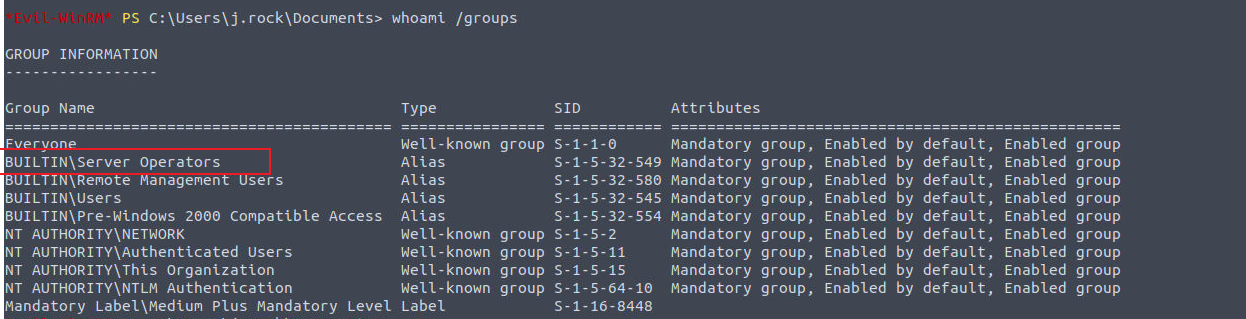 *Evil-WinRM* PS C:\Users\j.rock\Documents> whoami /groups
GROUP INFORMATION
-----------------
Group Name                                 Type             SID          Attributes
========================================== ================ ============ ==================================================
Everyone                                   Well-known group S-1-1-0      Mandatory group, Enabled by default, Enabled group
BUILTIN\Server Operators                   Alias            S-1-5-32-549 Mandatory group, Enabled by default, Enabled group
BUILTIN\Remote Management Users            Alias            S-1-5-32-580 Mandatory group, Enabled by default, Enabled group
BUILTIN\Users                              Alias            S-1-5-32-545 Mandatory group, Enabled by default, Enabled group
BUILTIN\Pre-Windows 2000 Compatible Access Alias            S-1-5-32-554 Mandatory group, Enabled by default, Enabled group
NT AUTHORITY\NETWORK                       Well-known group S-1-5-2      Mandatory group, Enabled by default, Enabled group
NT AUTHORITY\Authenticated Users           Well-known group S-1-5-11     Mandatory group, Enabled by default, Enabled group
NT AUTHORITY\This Organization             Well-known group S-1-5-15     Mandatory group, Enabled by default, Enabled group
NT AUTHORITY\NTLM Authentication           Well-known group S-1-5-64-10  Mandatory group, Enabled by default, Enabled group
Mandatory Label\Medium Plus Mandatory Level Label            S-1-16-8448